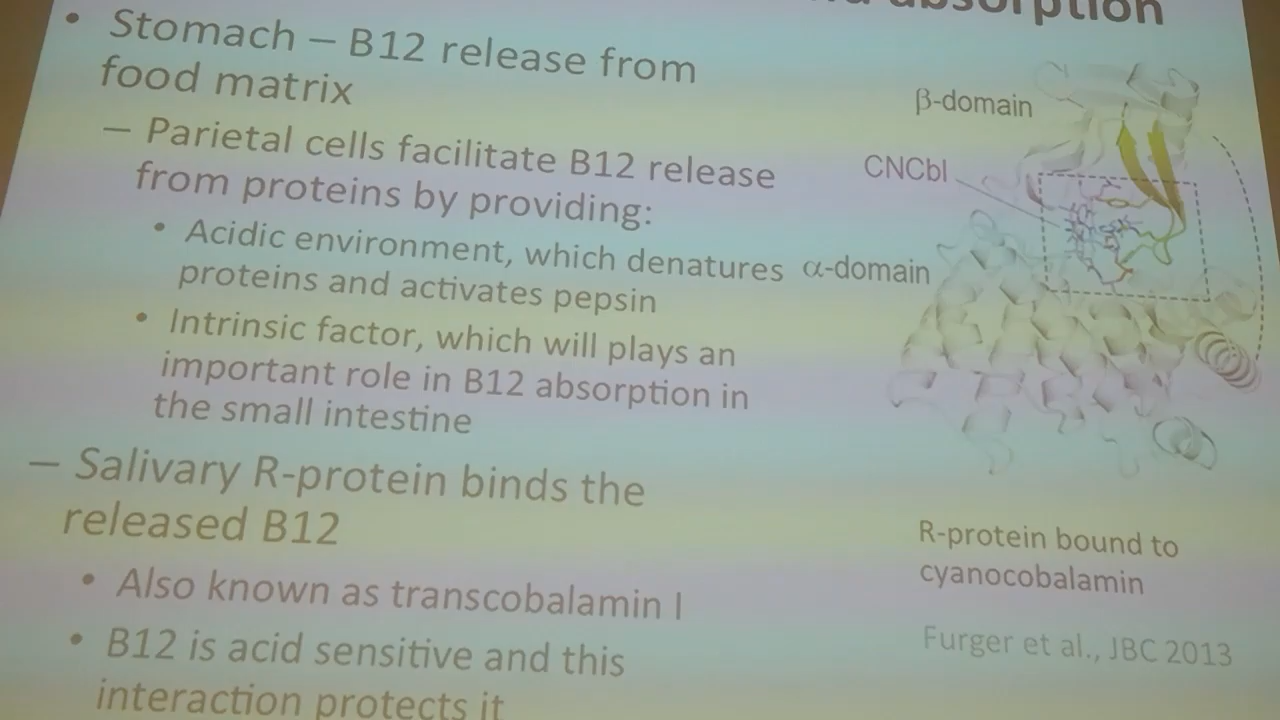 absorption
• Stomach – B12 release from
food matrix
– Parietal cells facilitate B12 release
from proteins by providing:
• Acidic environment, which denatures
proteins and activates pepsin
• Intrinsic factor, which will plays an
important role in B12 absorption in
the small intestine
– Salivary R-protein binds the
released B12
• Also known as transcobalamin I
• B12 is acid sensitive and this
interaction protects it
β-domain
CNCbl
α-domain
R-protein bound to
cyanocobalamin
Furger et al., JBC 2013